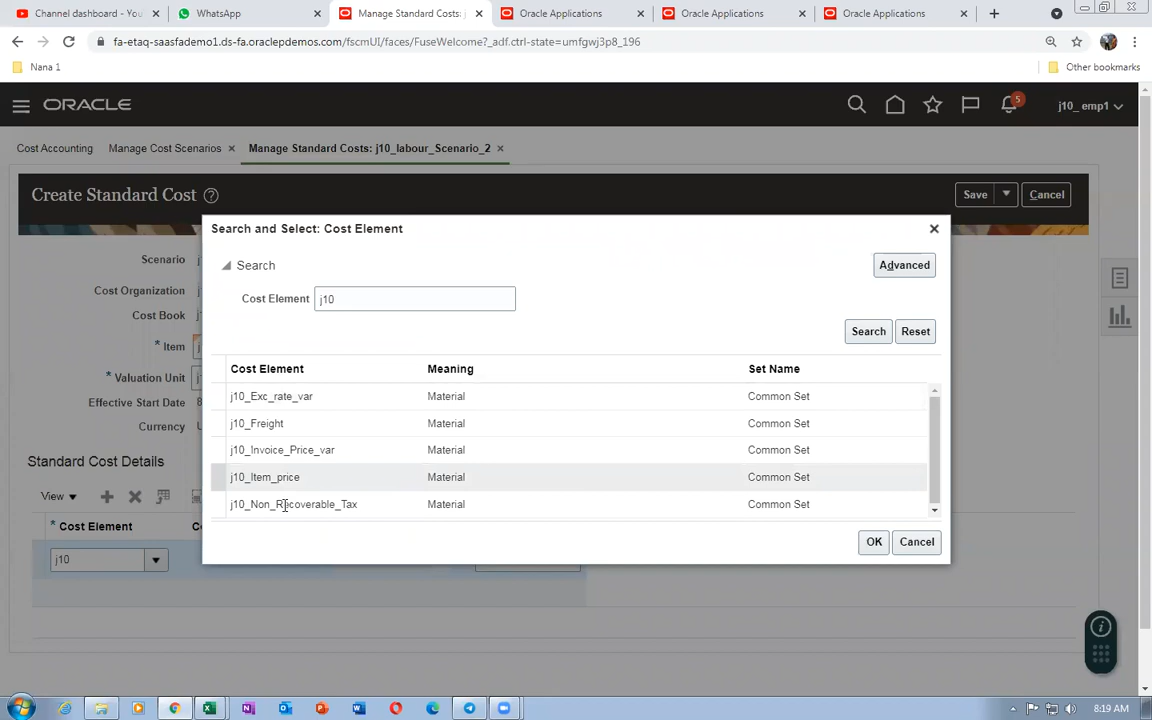 Channel dashboard - You
WhatsApp
Manage Standard Costs:
Oracle Applications
Oracle Applications
Oracle Applications
fa-etaq-saasfademo1.ds-fa.oraclepdemos.com/fscmUI/faces/FuseWelcome?_adf.ctrl-state=umfgwj3p8_196
Nana 1
Other bookmarks
ORACLE
5
j10_ emp1
Cost Accounting
Manage Cost Scenarios
Manage Standard Costs: j10_labour_Scenario_2
Create Standard Cost
Save
Cancel
Search and Select: Cost Element
Scenario
Search
Advanced
Cost Organization
Cost Element j10
Cost Book
Search
Reset
* Item
Cost Element
Meaning
Set Name
* Valuation Unit
j10_Exc_rate_var
Material
Common Set
Effective Start Date 8
j10_Freight
Material
Common Set
Currency
j10_Invoice_Price_var
Material
Common Set
Standard Cost Details
j10_Item_price
Material
Common Set
View
j10_Non_Recoverable_Tax
Material
Common Set
* Cost Element
OK
Cancel
j10
8:19 AM